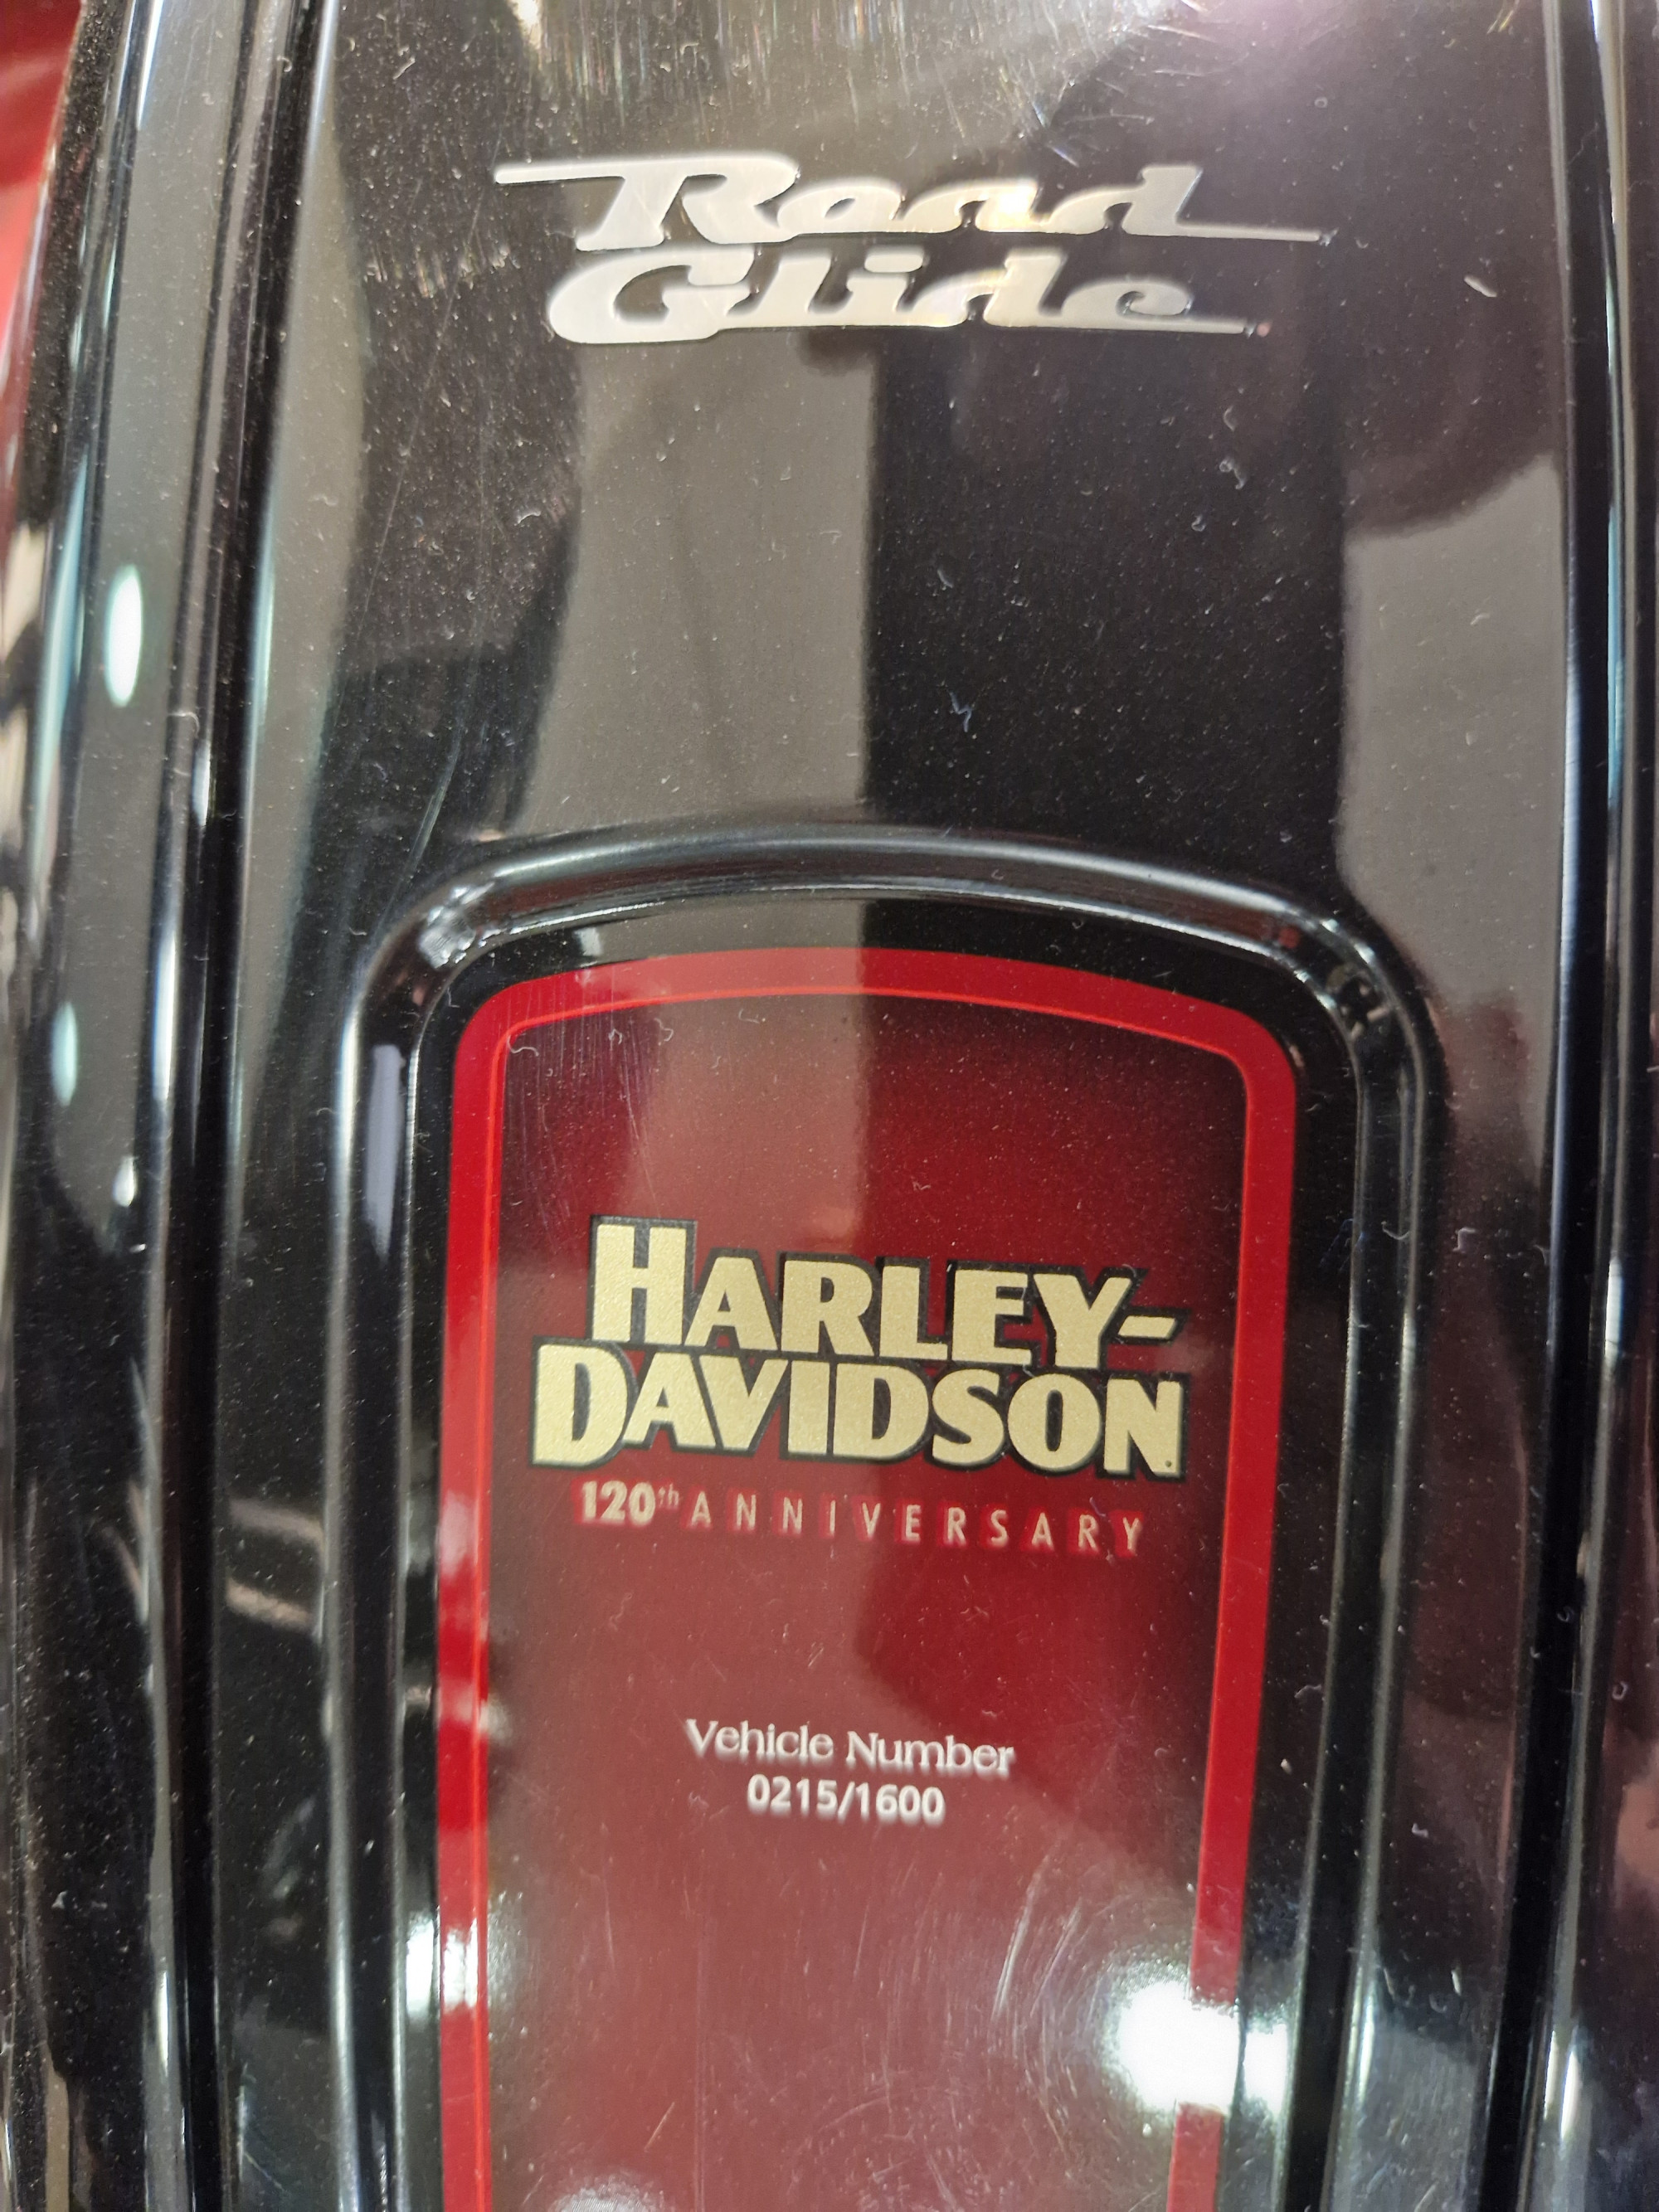 Road
Glide
HARLEY-
DAVIDSON
120th ANNIVERSARY
Vehicle Number
0215/1600